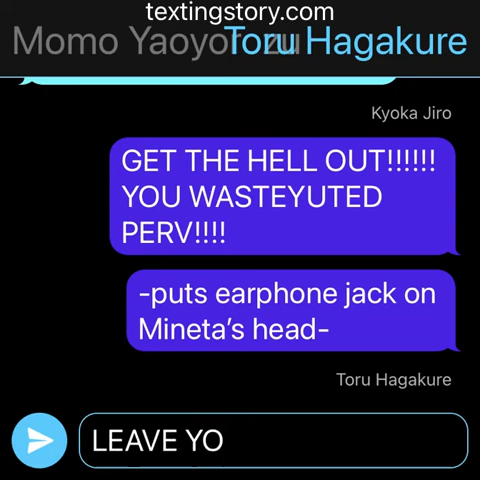 textingstory.com
Momo Yaoyorozu Toru Hagakure
Kyoka Jiro
GET THE HELL OUT!!!!!!
YOU WASTEYUTED
PERV!!!!
-puts earphone jack on
Mineta's head-
Toru Hagakure
LEAVE YO